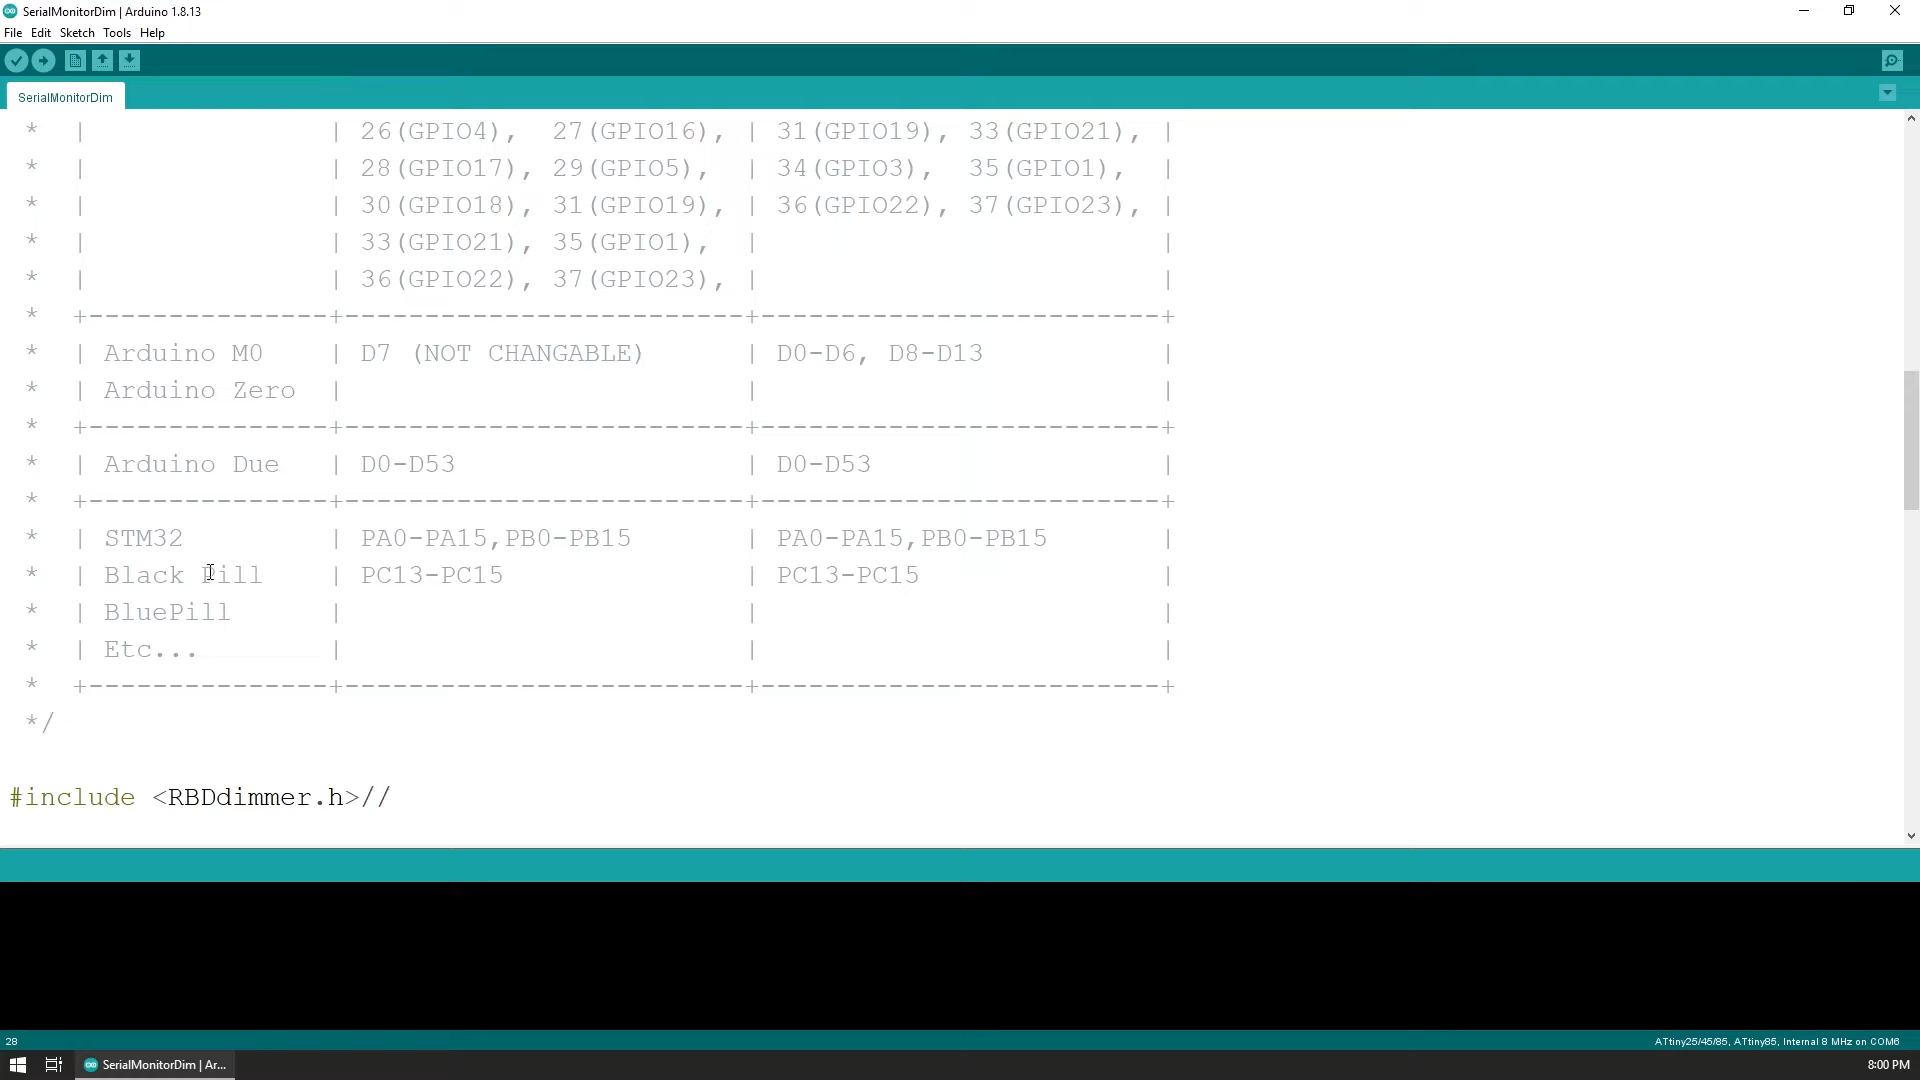 SerialMonitorDim | Arduino 1.8.13
File Edit Sketch Tools Help
SerialMonitorDim
* | | 26(GPIO4), 27(GPIO16), | 31(GPIO19), 33(GPIO21), |
* | | 28(GPIO17), 29(GPIO5), | 34(GPIO3), 35(GPIO1), |
* | | 30(GPIO18), 31(GPIO19), | 36(GPIO22), 37(GPIO23), |
* | | 33(GPIO21), 35(GPIO1), | |
* | | 36(GPIO22), 37(GPIO23), | |
* +---------------+-------------------------+-------------------------+
* | Arduino M0 | D7 (NOT CHANGABLE) | D0-D6, D8-D13 |
* | Arduino Zero | | |
* +---------------+-------------------------+-------------------------+
* | Arduino Due | D0-D53 | D0-D53 |
* +---------------+-------------------------+-------------------------+
* | STM32 | PA0-PA15,PB0-PB15 | PA0-PA15,PB0-PB15 |
* | Black Pill | PC13-PC15 | PC13-PC15 |
* | BluePill | | |
* | Etc... | | |
* +---------------+-------------------------+-------------------------+
*/
#include <RBDdimmer.h>//
28
ATtiny25/45/85, ATtiny85, Internal 8 MHz on COM6
SerialMonitorDim | Ar...
8:00 PM